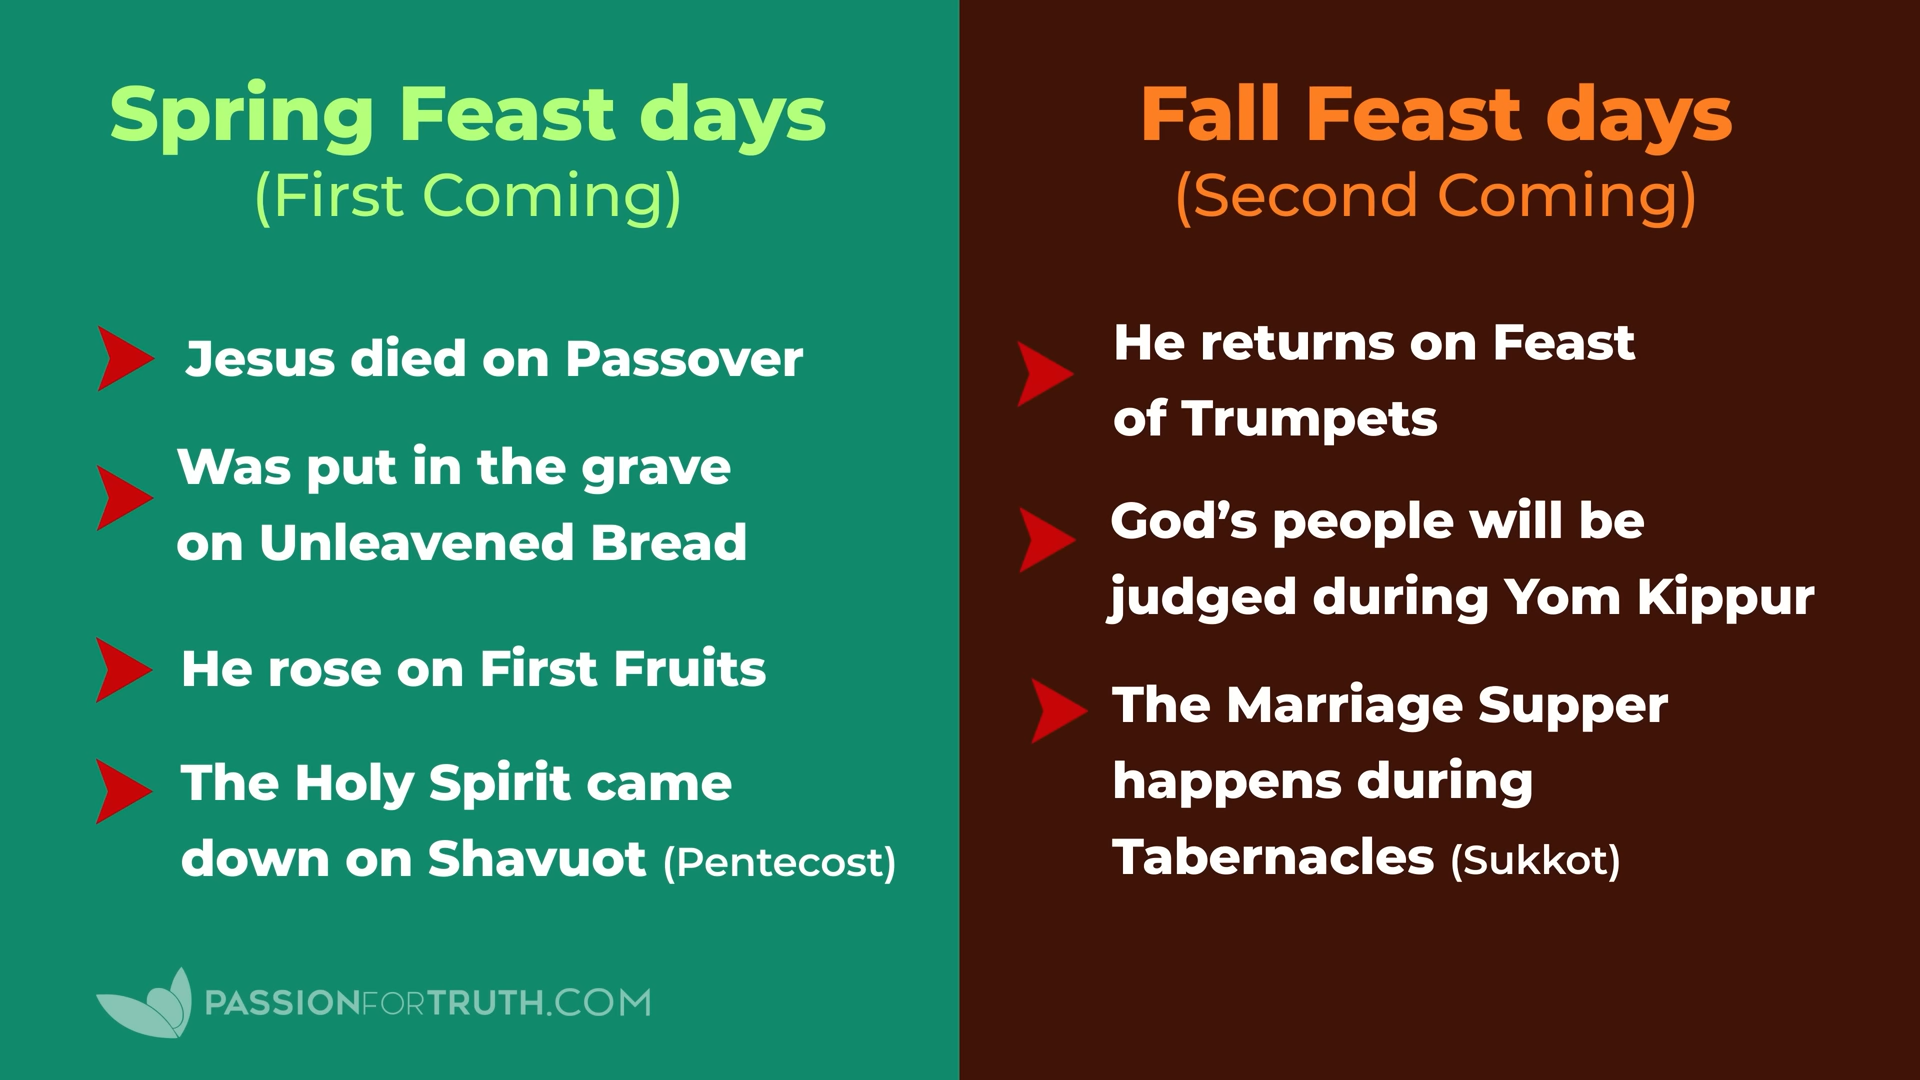 Spring Feast days
(First Coming)
Jesus died on Passover
Was put in the grave
on Unleavened Bread
He rose on First Fruits
The Holy Spirit came
down on Shavuot (Pentecost)
PASSIONFORTRUTH.COM
Fall Feast days
(Second Coming)
He returns on Feast
of Trumpets
God’s people will be
judged during Yom Kippur
The Marriage Supper
happens during
Tabernacles (Sukkot)